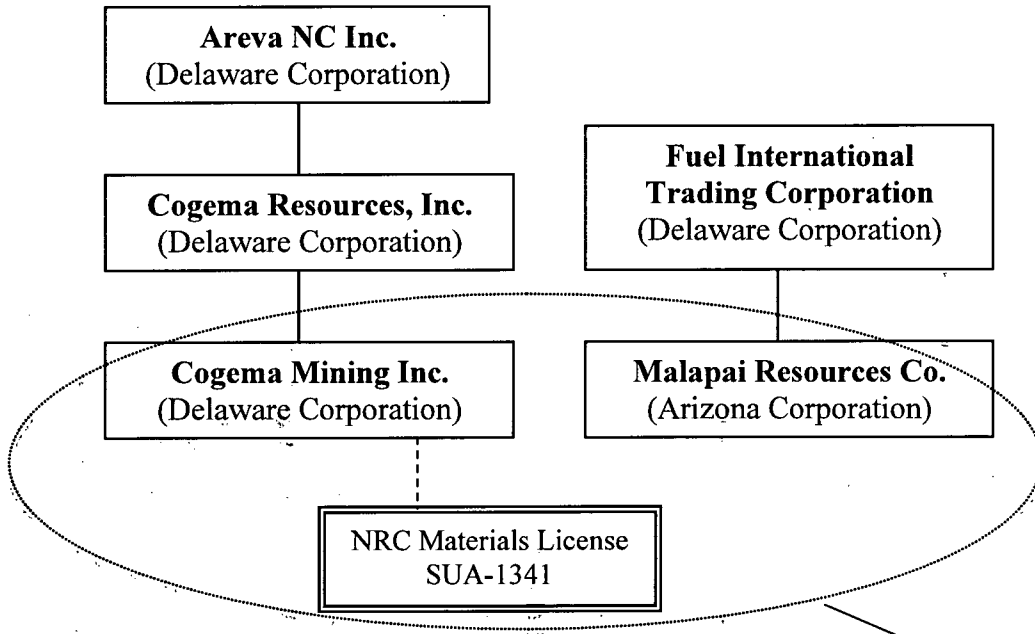 Areva NC Inc.
(Delaware Corporation)
Cogema Resources, Inc.
(Delaware Corporation)
Fuel International
Trading Corporation
(Delaware Corporation)
Cogema Mining Inc.
(Delaware Corporation)
Malapai Resources Co.
(Arizona Corporation)
NRC Materials License
SUA-1341